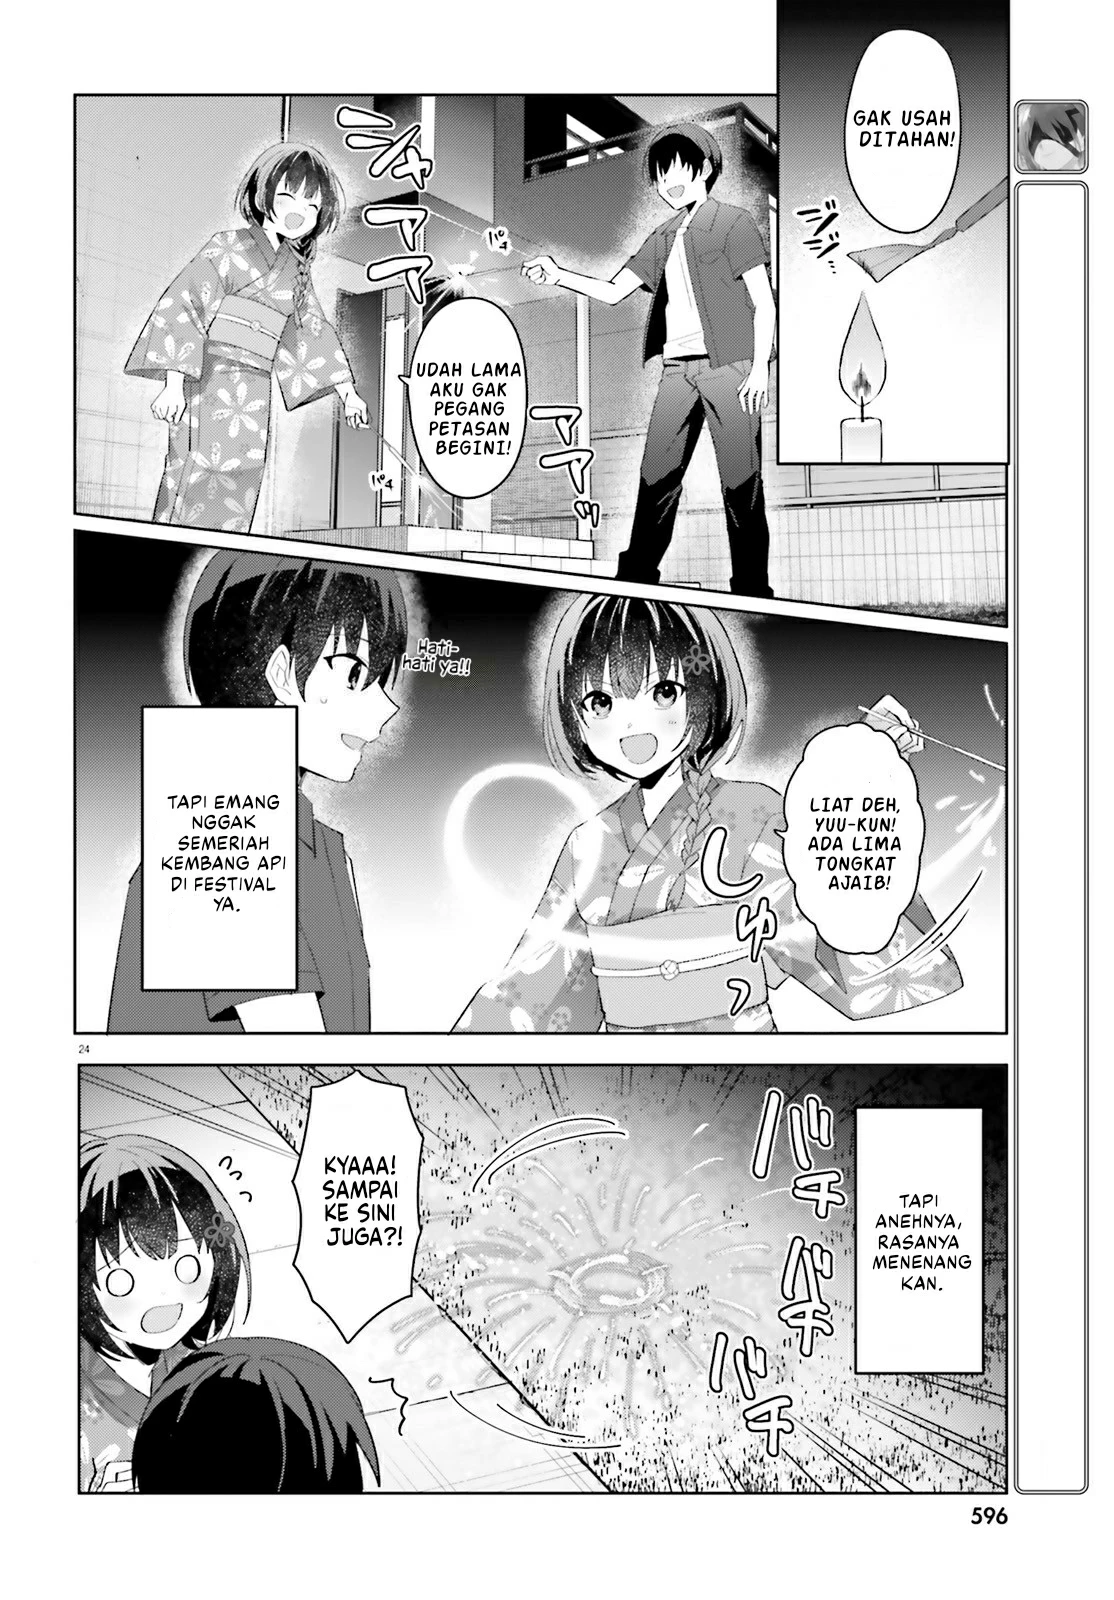 GAK USAH
DITAHAN!
シャアアア
パチ
UDAH LAMA
AKU GAK
PEGANG
PETASAN
BEGINI!
パチ
アアアッ
LIAT DEH,
YUU-KUN!
ADA LIMA
TONGKAT
AJAIB!
しゅっ
Hati-
hati ya!!
TAPI EMANG
NGGAK
SEMERIAH
KEMBANG API
DI FESTIVAL
YA.
24
TAPI
ANEHNYA,
RASANYA
MENENANG
KAN.
バチ
バチ
バチ
KYAAA!
SAMPAI
KE SINI
JUGA?!
596